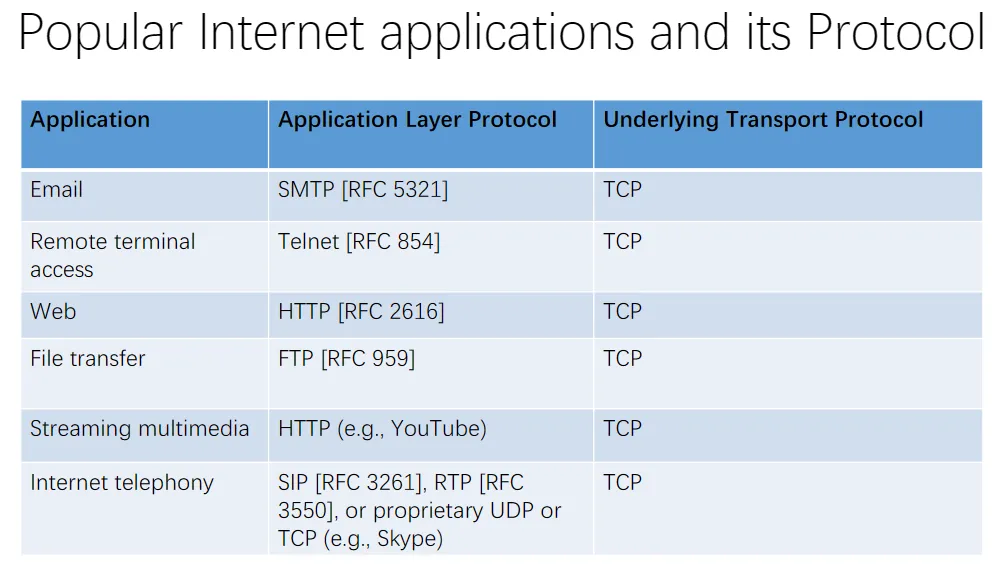 Popular Internet applications and its Protocol
Application Application Layer Protocol Underlying Transport Protocol
Email SMTP [RFC 5321] TCP
Remote terminal Telnet [RFC 854] TCP
access
Web HTTP [RFC 2616] TCP
File transfer FTP [RFC 959] TCP
Streaming multimedia HTTP (e.g., YouTube) TCP
Internet telephony SIP [RFC 3261], RTP [RFC TCP
3550], or proprietary UDP or
TCP (e.g., Skype)